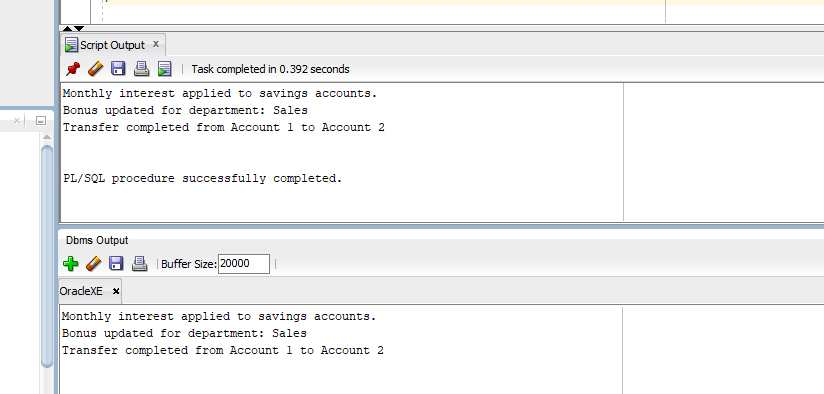 Script Output x
Task completed in 0.392 seconds
Monthly interest applied to savings accounts.
Bonus updated for department: Sales
Transfer completed from Account 1 to Account 2
PL/SQL procedure successfully completed.
Dbms Output
Buffer Size: 20000
OracleXE x
Monthly interest applied to savings accounts.
Bonus updated for department: Sales
Transfer completed from Account 1 to Account 2